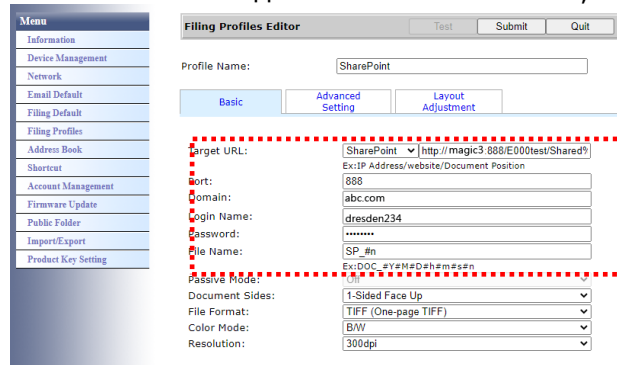 Menu
Information
Device Management
Network
Email Default
Filing Default
Filing Profiles
Address Book
Shortcut
Account Management
Firmware Update
Public Folder
Import/Export
Product Key Setting
Filing Profiles Editor
Test Submit Quit
Profile Name: SharePoint
Basic
Advanced Setting
Layout Adjustment
Target URL: SharePoint http://magic3:888/E000test/Shared%
Ex:IP Address/website/Document Position
Port: 888
Domain: abc.com
Login Name: dresden234
Password: ••••••••
File Name: SP_#n
Ex:DOC_#Y#M#D#h#m#s#n
Passive Mode: Off
Document Sides: 1-Sided Face Up
File Format: TIFF (One-page TIFF)
Color Mode: B/W
Resolution: 300dpi